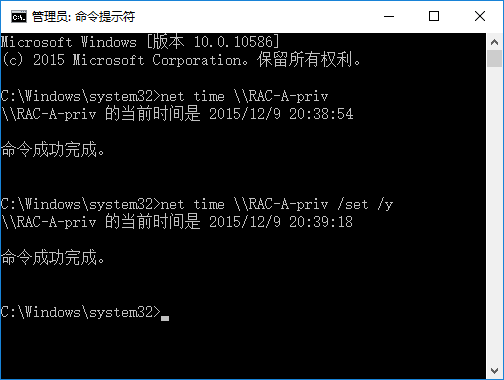 管理员: 命令提示符
Microsoft Windows [版本 10.0.10586]
(c) 2015 Microsoft Corporation。保留所有权利。
C:\Windows\system32>net time \\RAC-A-priv
\\RAC-A-priv 的当前时间是 2015/12/9 20:38:54
命令成功完成。
C:\Windows\system32>net time \\RAC-A-priv /set /y
\\RAC-A-priv 的当前时间是 2015/12/9 20:39:18
命令成功完成。
C:\Windows\system32>